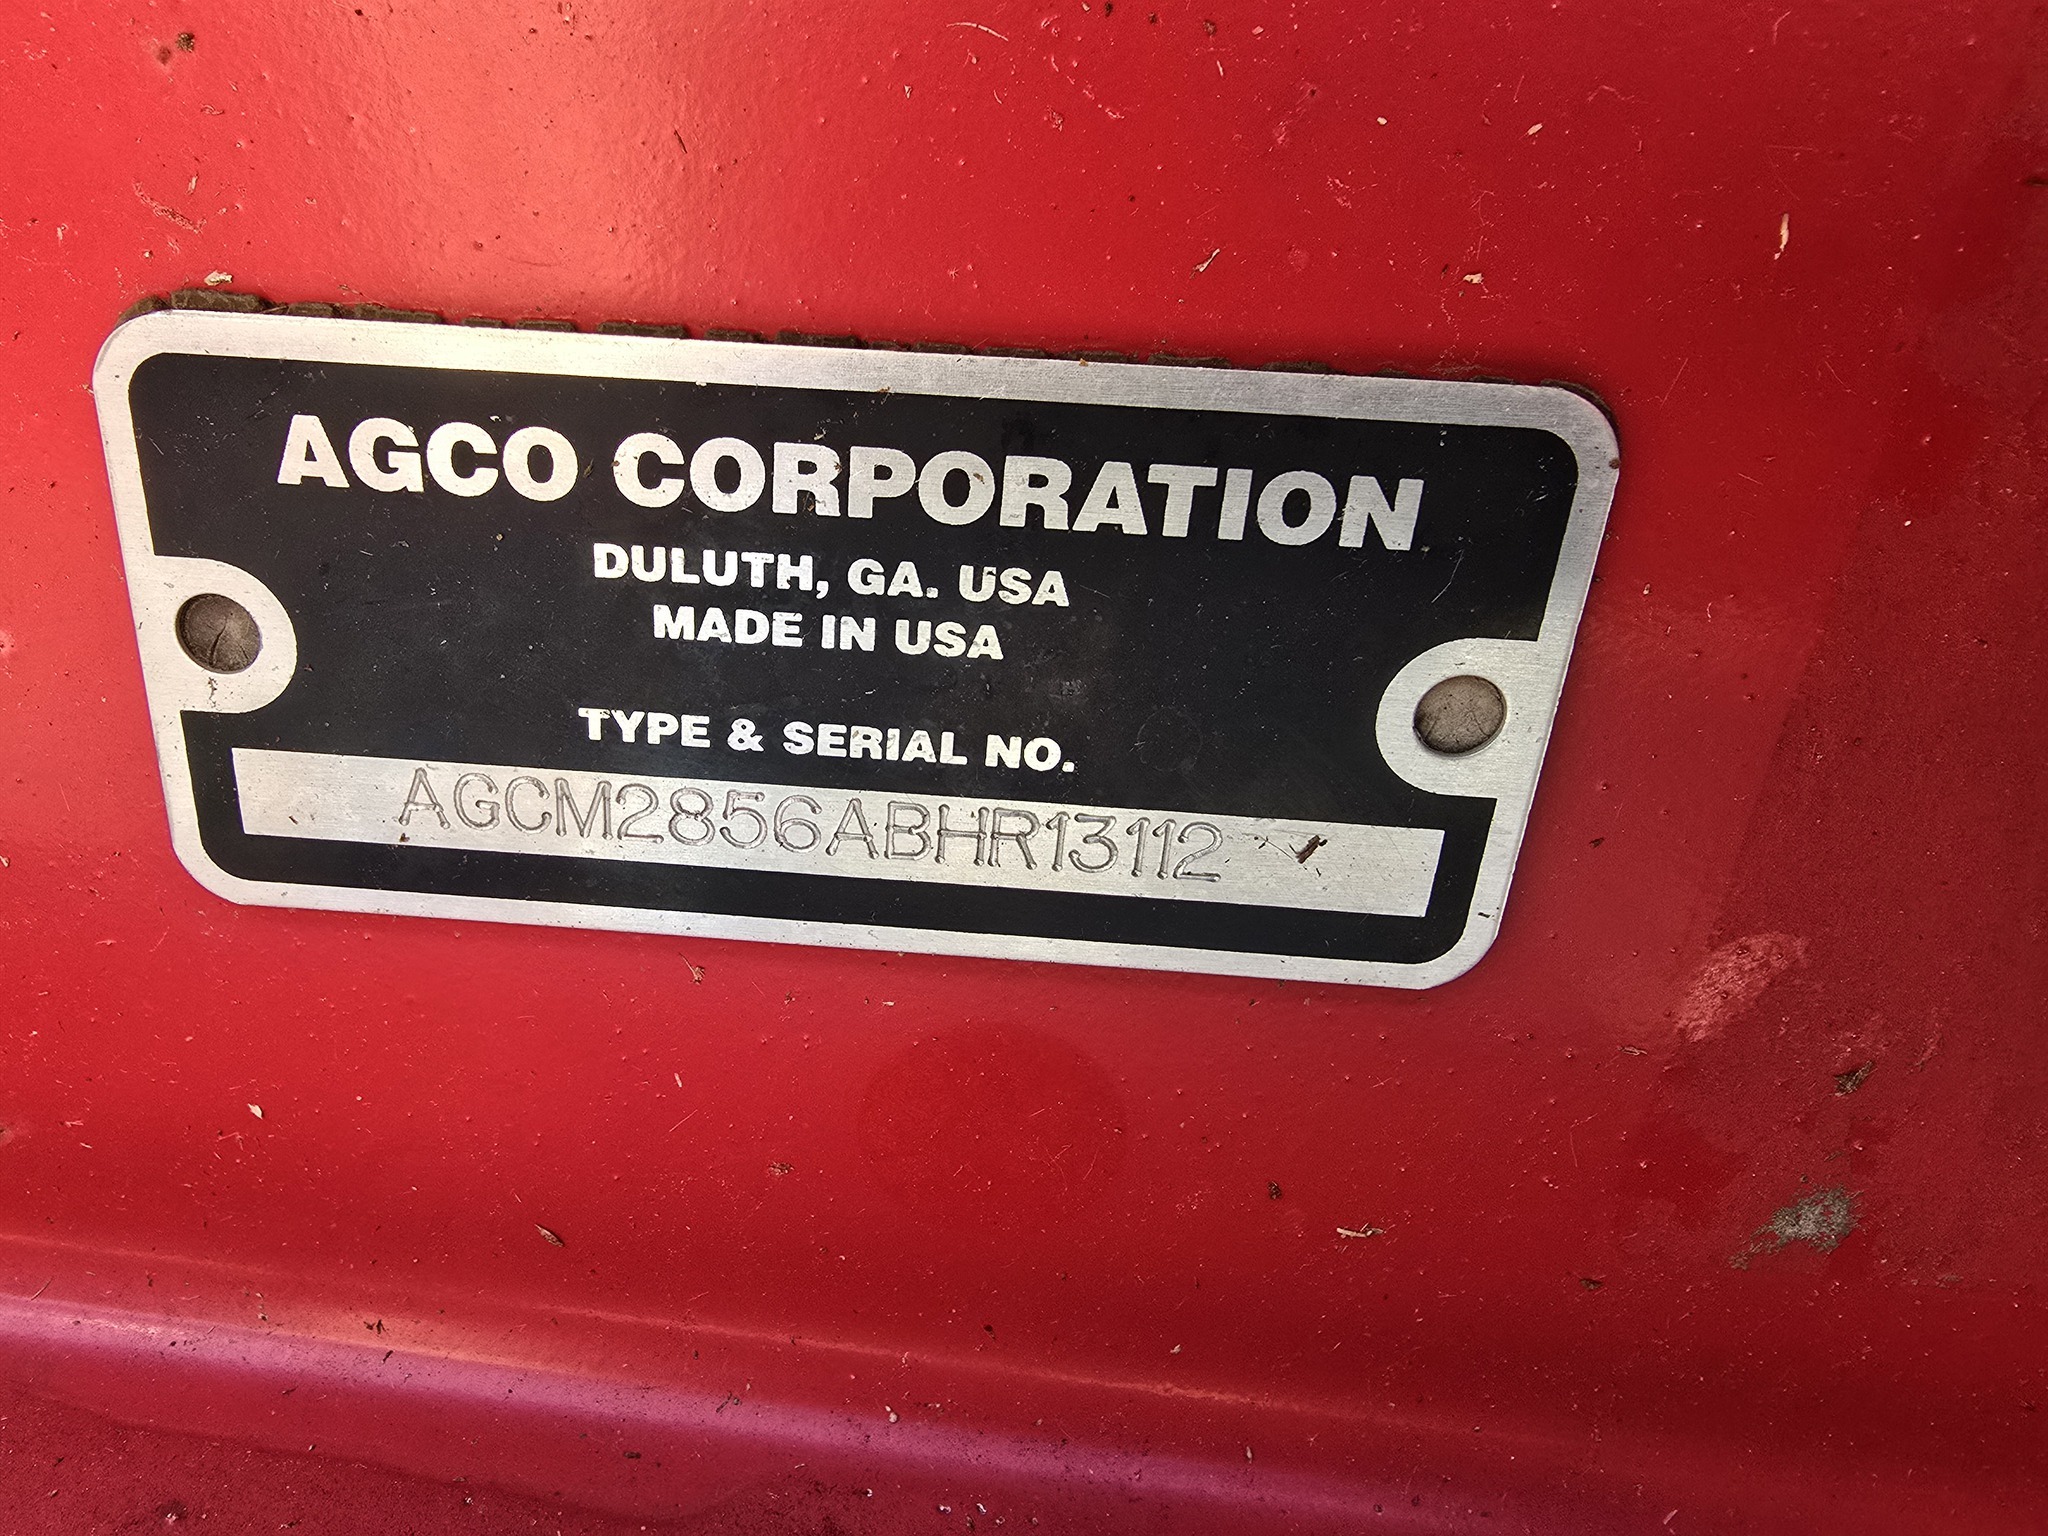 AGCO CORPORATION
DULUTH, GA. USA
MADE IN USA
TYPE & SERIAL NO.
AGCM2856ABHR13112